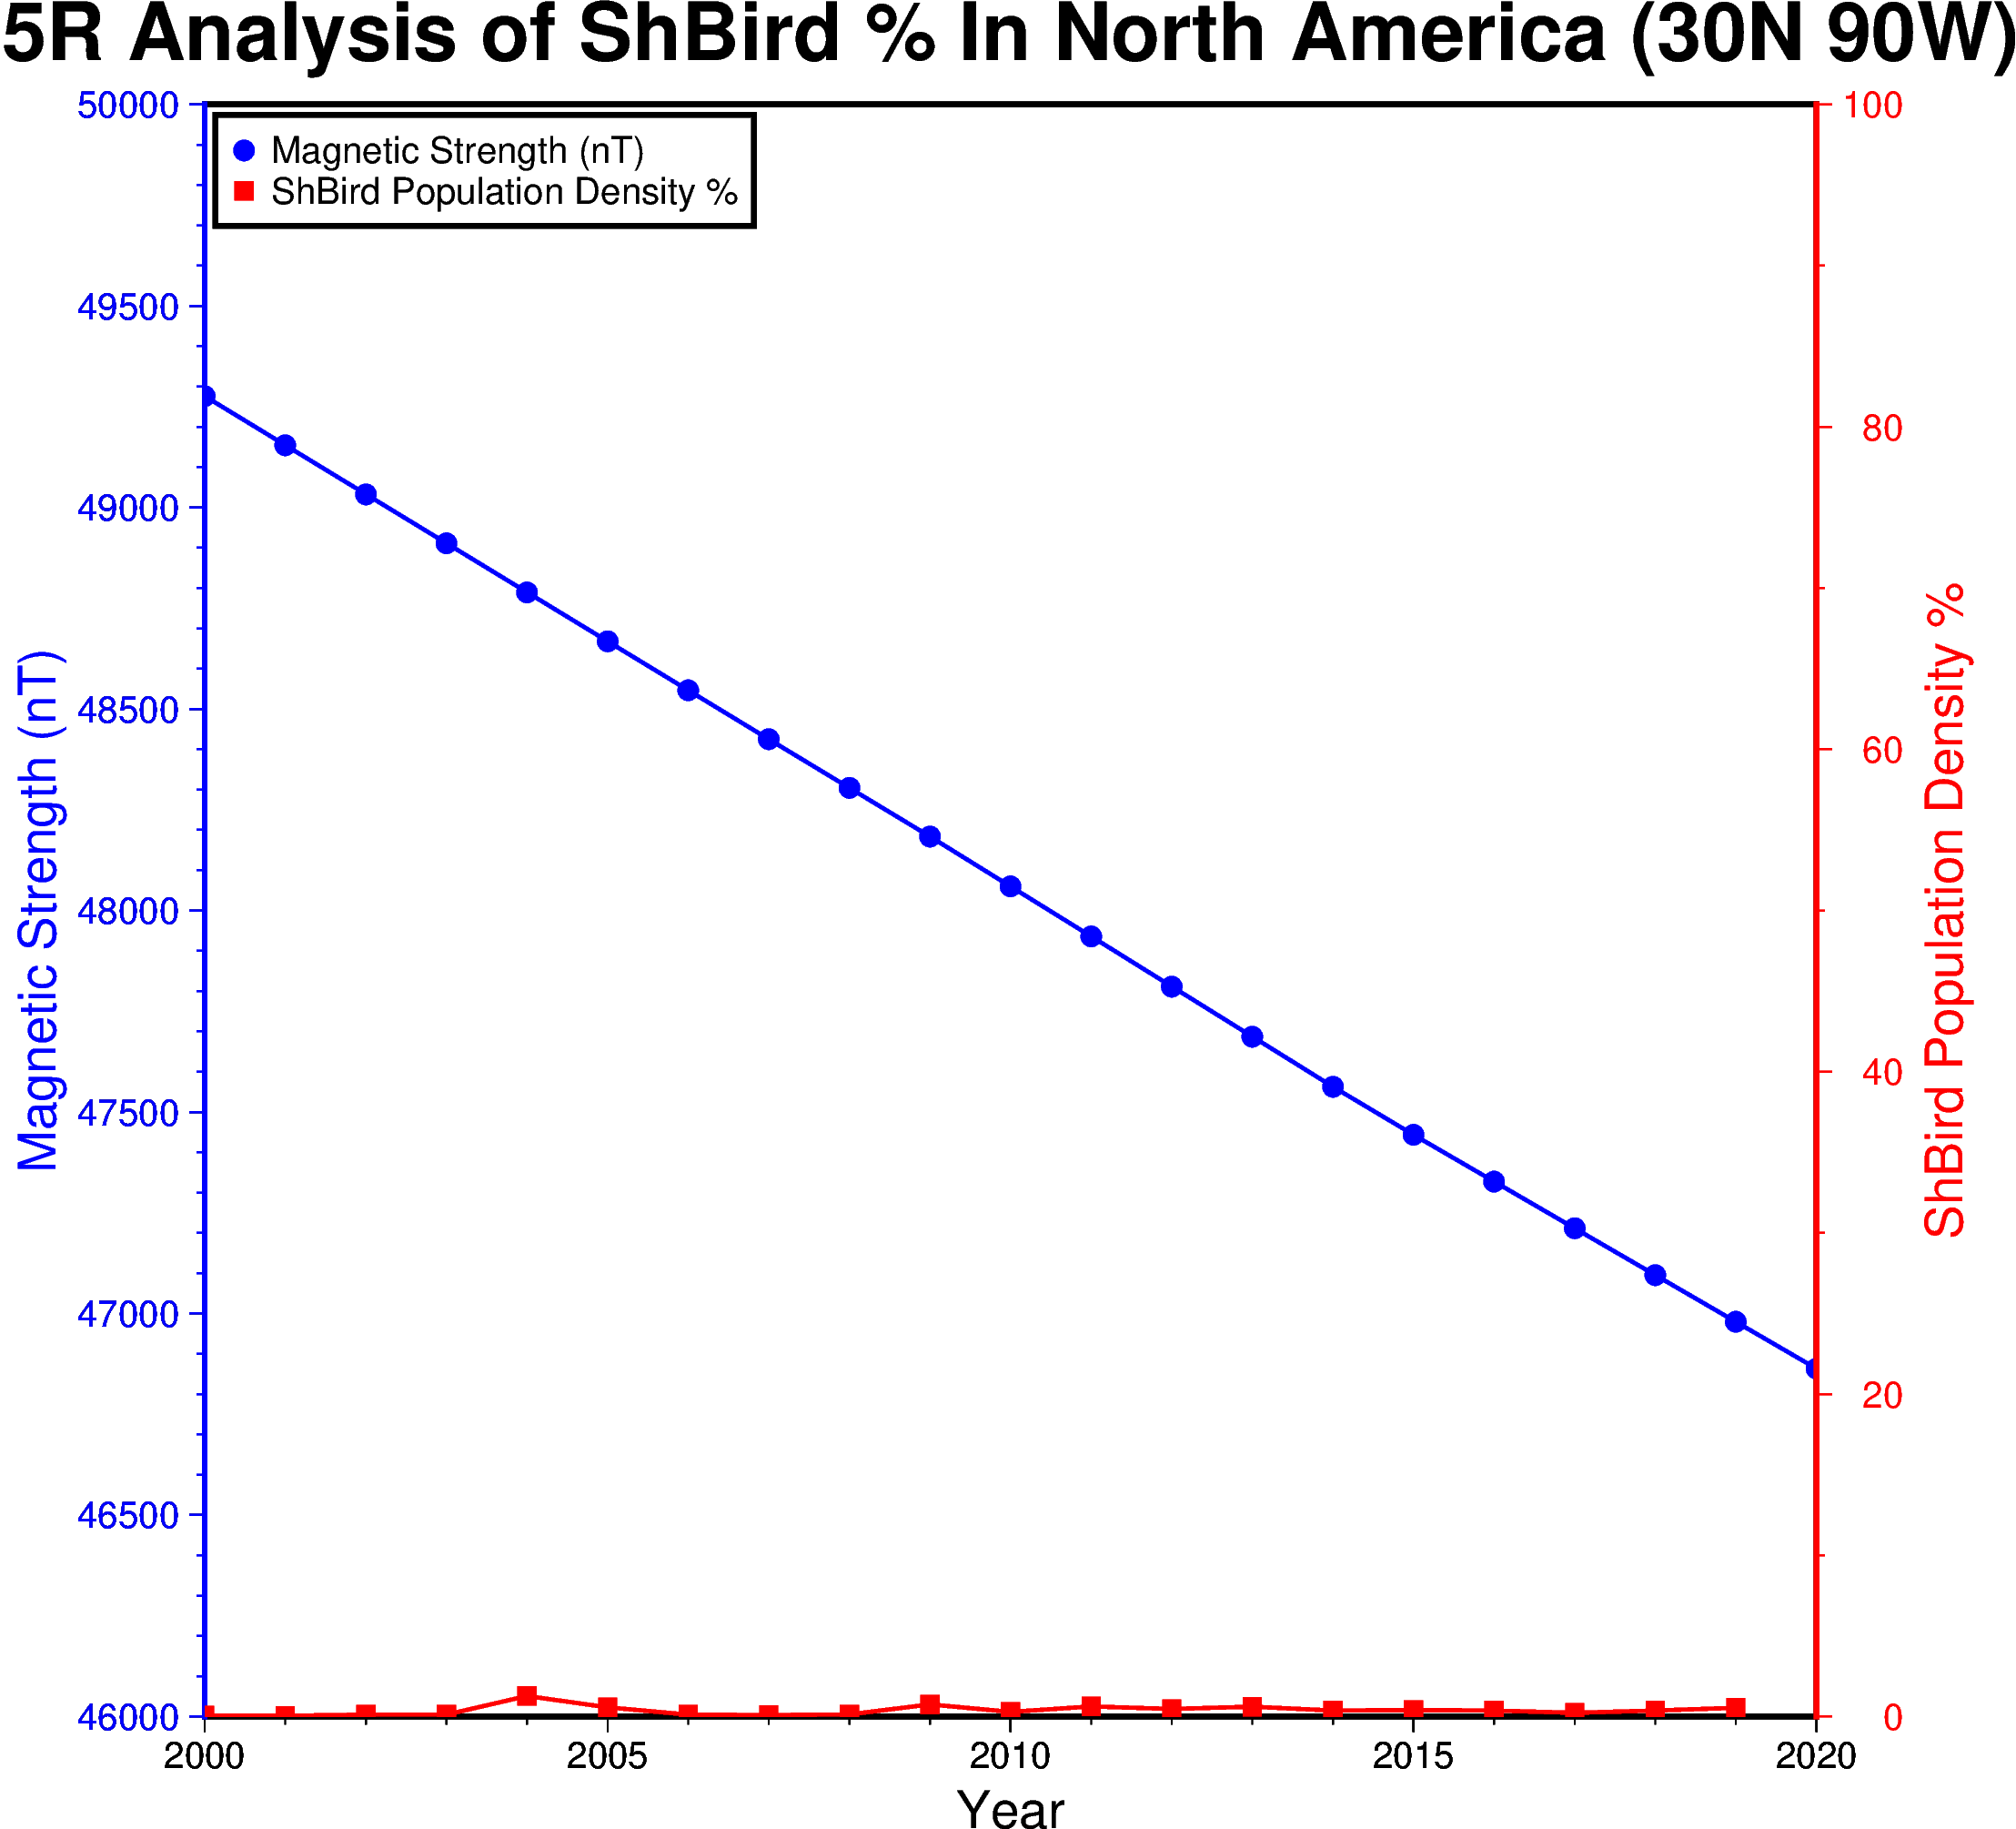 5R Analysis of ShBird % In North America (30N 90W)
Magnetic Strength (nT)
ShBird Population Density %
50000
49500
49000
48500
48000
47500
47000
46500
46000
Magnetic Strength (nT)
100
80
60
40
20
0
ShBird Population Density %
2000 2005 2010 2015 2020
Year